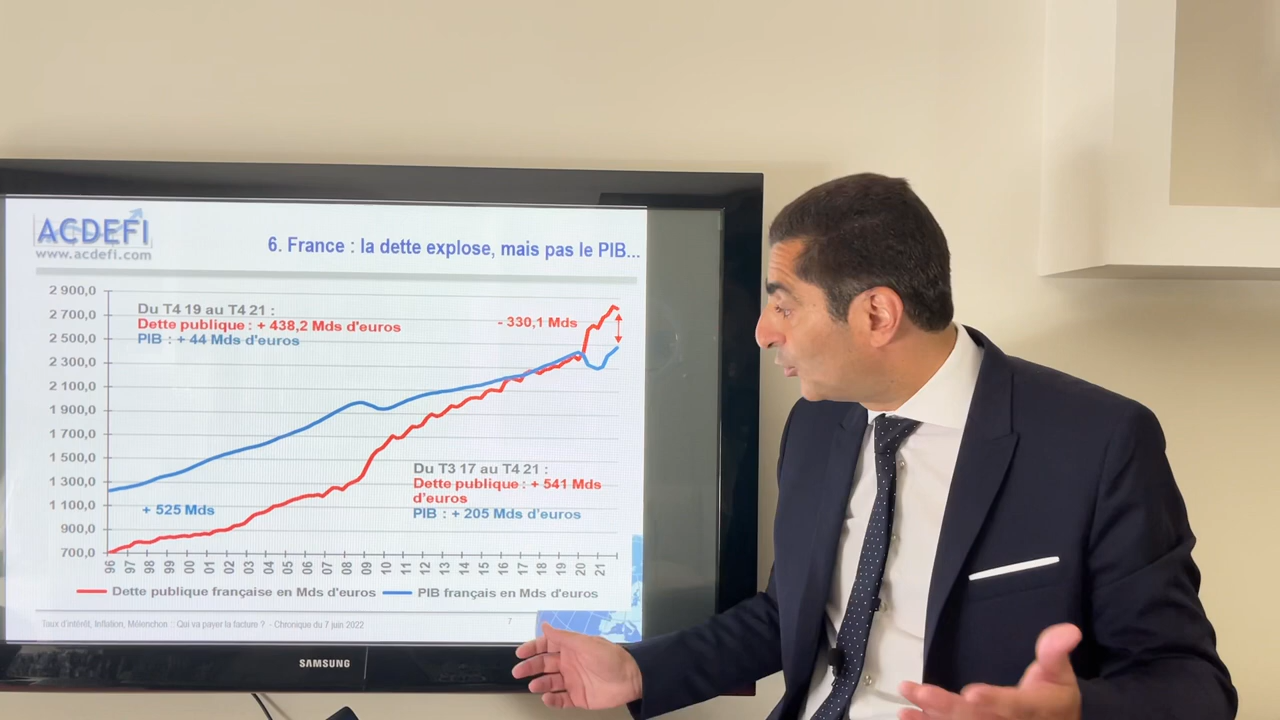 ACDEFI
www.acdefi.com
6. France : la dette explose, mais pas le PIB...
2 900,0
2 700,0
2 500,0
2 300,0
2 100,0
1 900,0
1 700,0
1 500,0
1 300,0
1 100,0
900,0
700,0
Du T4 19 au T4 21 :
Dette publique : + 438,2 Mds d'euros
PIB : + 44 Mds d'euros
- 330,1 Mds
+ 525 Mds
Du T3 17 au T4 21 :
Dette publique : + 541 Mds
d'euros
PIB : + 205 Mds d'euros
96 97 98 99 00 01 02 03 04 05 06 07 08 09 10 11 12 13 14 15 16 17 18 19 20 21
Dette publique française en Mds d'euros PIB français en Mds d'euros
Taux d'intérêt, Inflation, Mélenchon : Qui va payer la facture ? - Chronique du 7 juin 2022
7
SAMSUNG